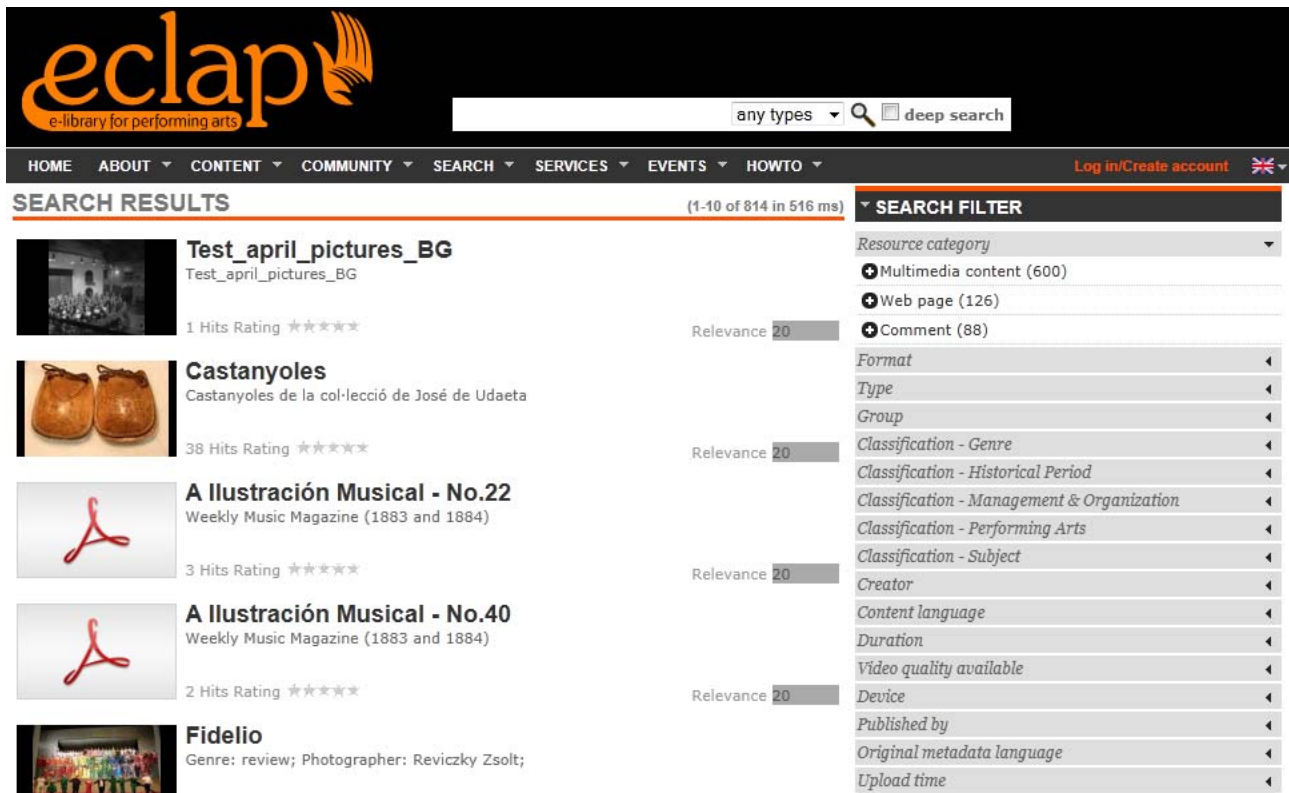 eclap
e-library for performing arts
any types deep search
HOME ABOUT CONTENT COMMUNITY SEARCH SERVICES EVENTS HOWTO Log in/Create account
SEARCH RESULTS (1-10 of 814 in 516 ms)
Test_april_pictures_BG
Test_april_pictures_BG
1 Hits Rating Relevance 20
Castanyoles
Castanyoles de la col·lecció de José de Udaeta
38 Hits Rating Relevance 20
A Ilustración Musical - No.22
Weekly Music Magazine (1883 and 1884)
3 Hits Rating Relevance 20
A Ilustración Musical - No.40
Weekly Music Magazine (1883 and 1884)
2 Hits Rating Relevance 20
Fidelio
Genre: review; Photographer: Reviczky Zsolt;
SEARCH FILTER
Resource category
Multimedia content (600)
Web page (126)
Comment (88)
Format
Type
Group
Classification - Genre
Classification - Historical Period
Classification - Management & Organization
Classification - Performing Arts
Classification - Subject
Creator
Content language
Duration
Video quality available
Device
Published by
Original metadata language
Upload time